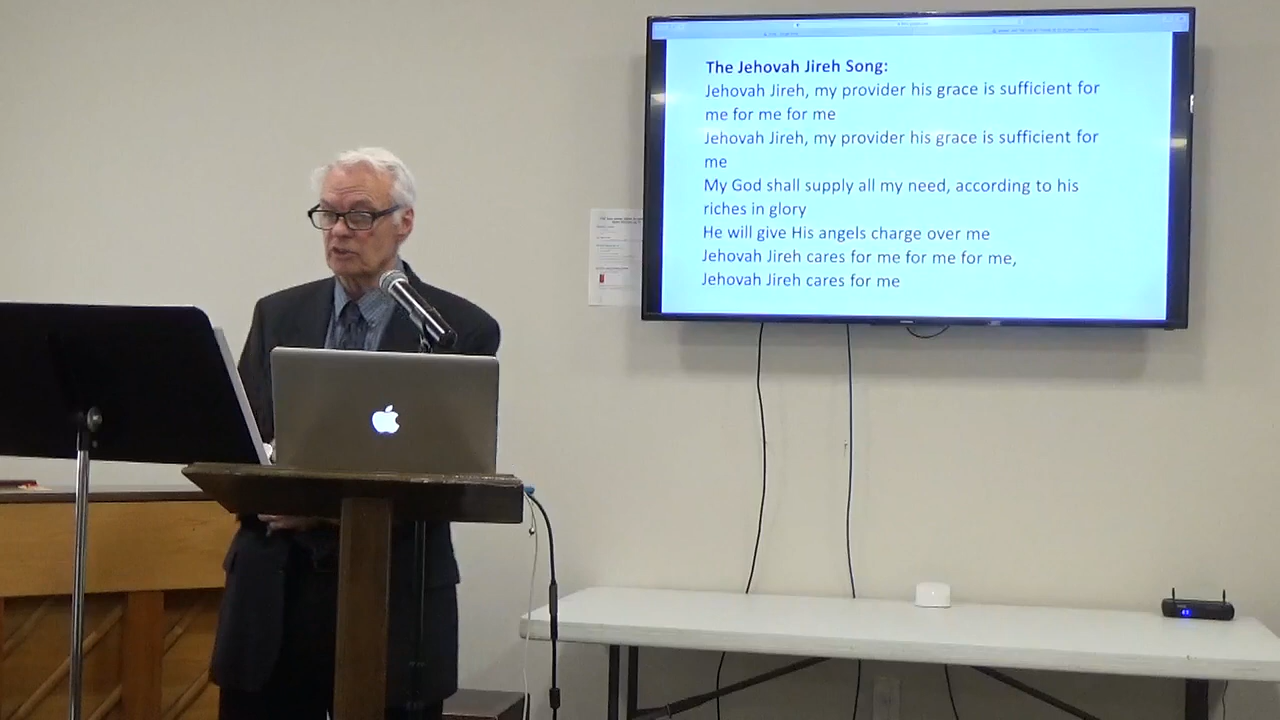 The Jehovah Jireh Song:
Jehovah Jireh, my provider his grace is sufficient for
me for me for me
Jehovah Jireh, my provider his grace is sufficient for
me
My God shall supply all my need, according to his
riches in glory
He will give His angels charge over me
Jehovah Jireh cares for me for me for me,
Jehovah Jireh cares for me